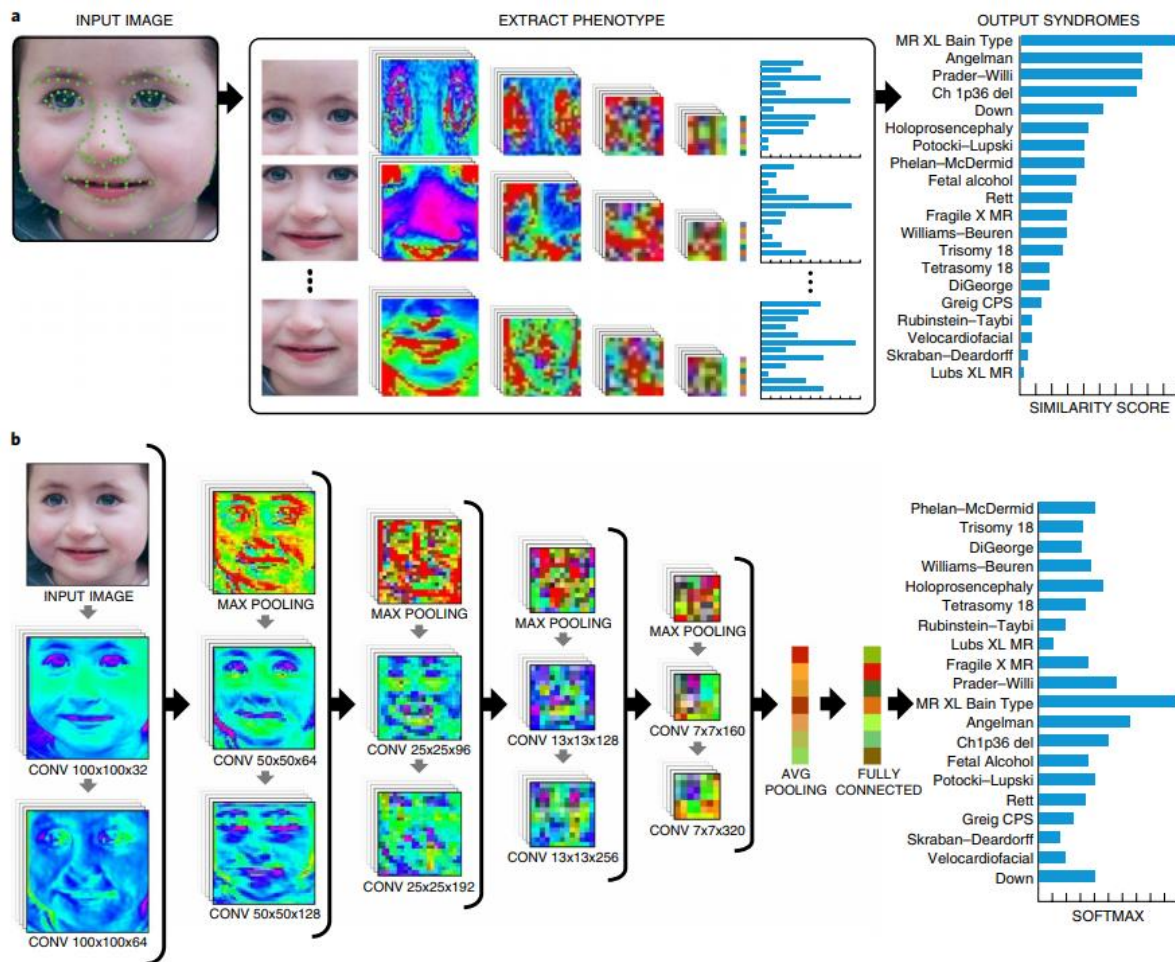 a
INPUT IMAGE
EXTRACT PHENOTYPE
OUTPUT SYNDROMES
MR XL Bain Type
Angelman
Prader–Willi
Ch 1p36 del
Down
Holoprosencephaly
Potocki–Lupski
Phelan–McDermid
Fetal alcohol
Rett
Fragile X MR
Williams–Beuren
Trisomy 18
Tetrasomy 18
DiGeorge
Greig CPS
Rubinstein–Taybi
Velocardiofacial
Skraban–Deardorff
Lubs XL MR
SIMILARITY SCORE
b
INPUT IMAGE
CONV 100x100x32
CONV 100x100x64
MAX POOLING
CONV 50x50x64
CONV 50x50x128
MAX POOLING
CONV 25x25x96
CONV 25x25x192
MAX POOLING
CONV 13x13x128
CONV 13x13x256
MAX POOLING
CONV 7x7x160
CONV 7x7x320
AVG
POOLING
FULLY
CONNECTED
Phelan–McDermid
Trisomy 18
DiGeorge
Williams–Beuren
Holoprosencephaly
Tetrasomy 18
Rubinstein–Taybi
Lubs XL MR
Fragile X MR
Prader–Willi
MR XL Bain Type
Angelman
Ch1p36 del
Fetal Alcohol
Potocki–Lupski
Rett
Greig CPS
Skraban–Deardorff
Velocardiofacial
Down
SOFTMAX